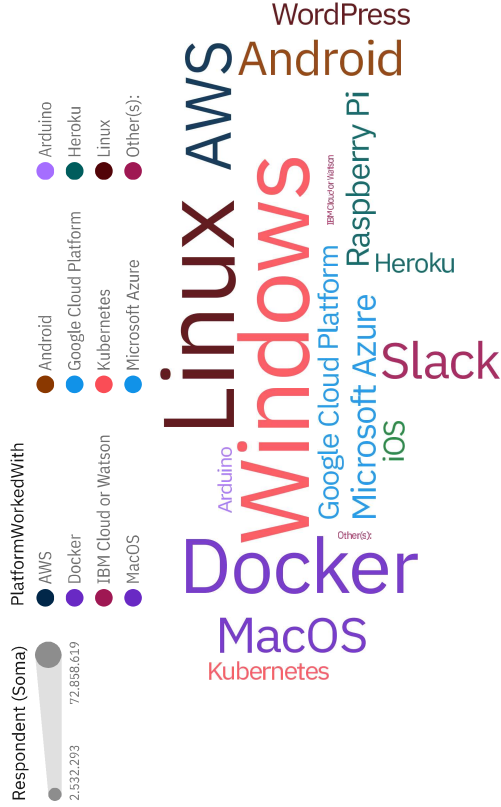 Respondent (Soma)
2.532.293
72.858.619
PlatformWorkedWith
AWS
Android
Arduino
Docker
Google Cloud Platform
Heroku
IBM Cloud or Watson
Kubernetes
Linux
MacOS
Microsoft Azure
Other(s):
WordPress
Android
AWS
Raspberry Pi
IBM Cloud or Watson
Linux
Windows
Heroku
Google Cloud Platform
Microsoft Azure
Slack
iOS
Arduino
Other(s):
Docker
MacOS
Kubernetes